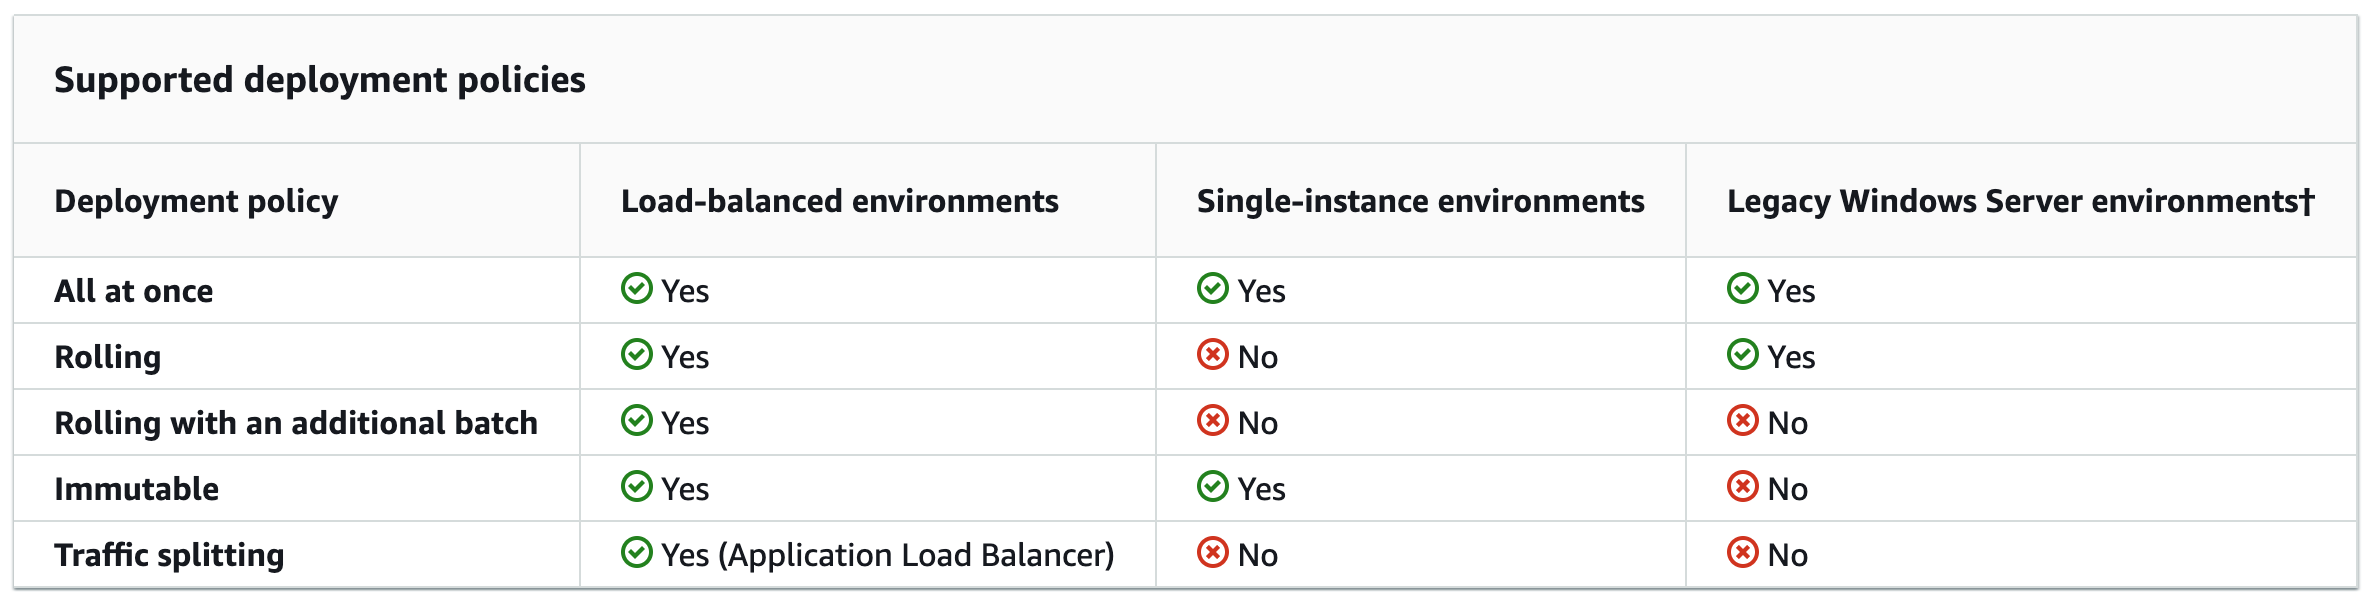 Supported deployment policies
Deployment policy Load-balanced environments Single-instance environments Legacy Windows Server environments†
All at once Yes Yes Yes
Rolling Yes No Yes
Rolling with an additional batch Yes No No
Immutable Yes Yes No
Traffic splitting Yes (Application Load Balancer) No No